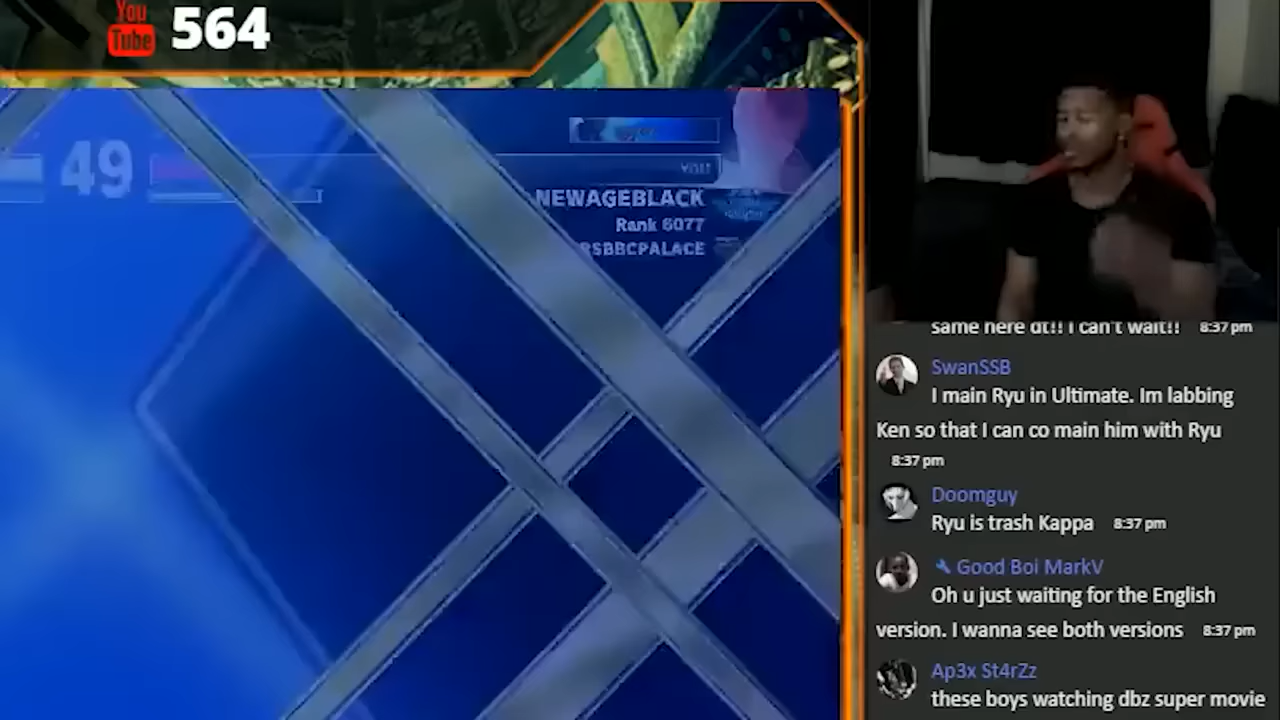 You
Tube
564
49
NEWAGEBLACK
Rank 6077
RSBBCPALACE
same here dt!! I can't wait!! 8:37 pm
SwanSSB
I main Ryu in Ultimate. Im labbing
Ken so that I can co main him with Ryu
8:37 pm
Doomguy
Ryu is trash Kappa 8:37 pm
Good Boi MarkV
Oh u just waiting for the English
version. I wanna see both versions 8:37 pm
Ap3x St4rZz
these boys watching dbz super movie